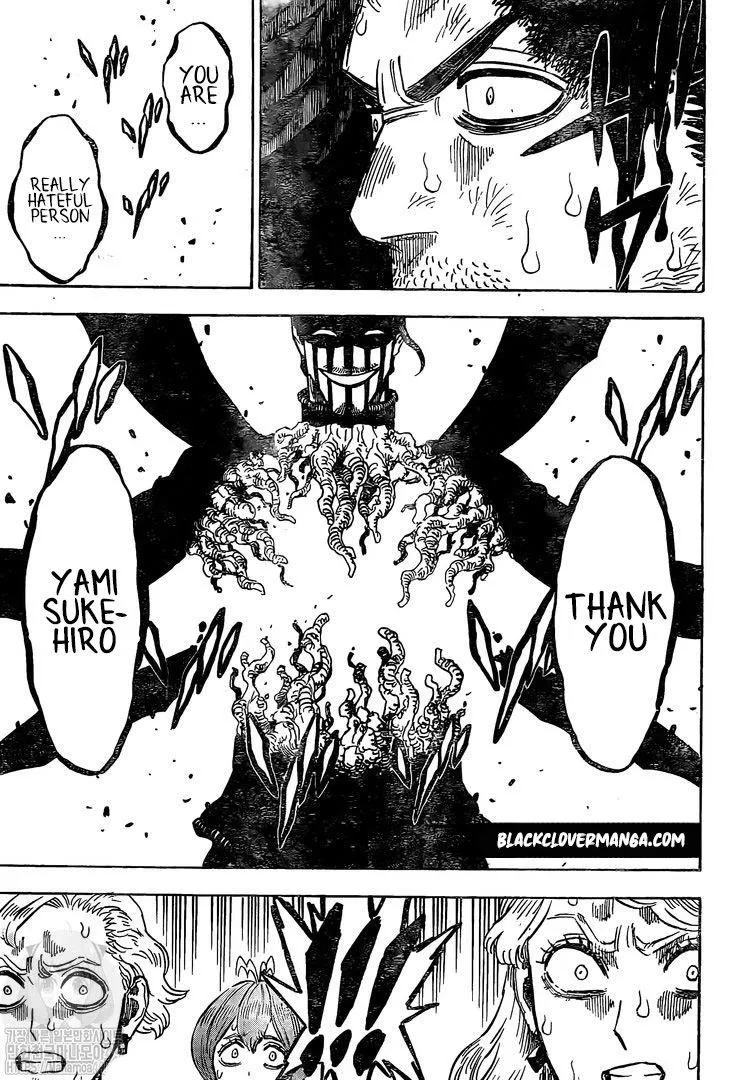 YOU
ARE
...
REALLY
HATEFUL
PERSON
...
THANK
YOU
YAMI
SUKE-
HIRO
BLACKCLOVERMANGA.COM
!!!